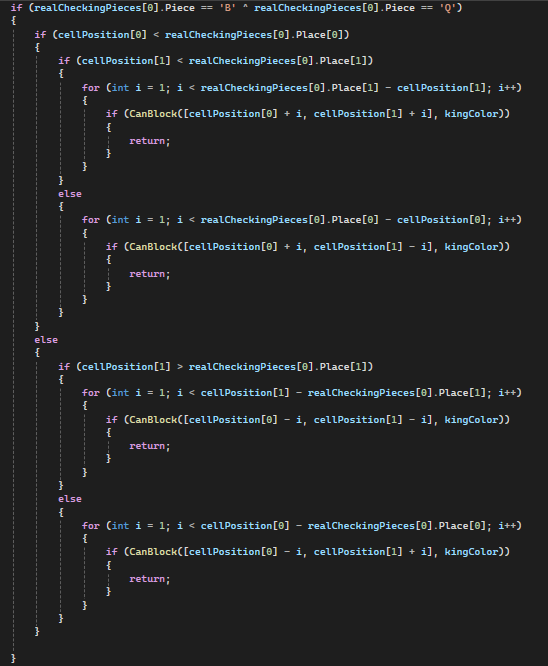 if (realCheckingPieces[0].Piece == 'B' ^ realCheckingPieces[0].Piece == 'Q')
{
    if (cellPosition[0] < realCheckingPieces[0].Place[0])
    {
        if (cellPosition[1] < realCheckingPieces[0].Place[1])
        {
            for (int i = 1; i < realCheckingPieces[0].Place[1] - cellPosition[1]; i++)
            {
                if (CanBlock([cellPosition[0] + i, cellPosition[1] + i], kingColor))
                {
                    return;
                }
            }
        }
        else
        {
            for (int i = 1; i < realCheckingPieces[0].Place[0] - cellPosition[0]; i++)
            {
                if (CanBlock([cellPosition[0] + i, cellPosition[1] - i], kingColor))
                {
                    return;
                }
            }
        }
    }
    else
    {
        if (cellPosition[1] > realCheckingPieces[0].Place[1])
        {
            for (int i = 1; i < cellPosition[1] - realCheckingPieces[0].Place[1]; i++)
            {
                if (CanBlock([cellPosition[0] - i, cellPosition[1] - i], kingColor))
                {
                    return;
                }
            }
        }
        else
        {
            for (int i = 1; i < cellPosition[0] - realCheckingPieces[0].Place[0]; i++)
            {
                if (CanBlock([cellPosition[0] - i, cellPosition[1] + i], kingColor))
                {
                    return;
                }
            }
        }
    }

}